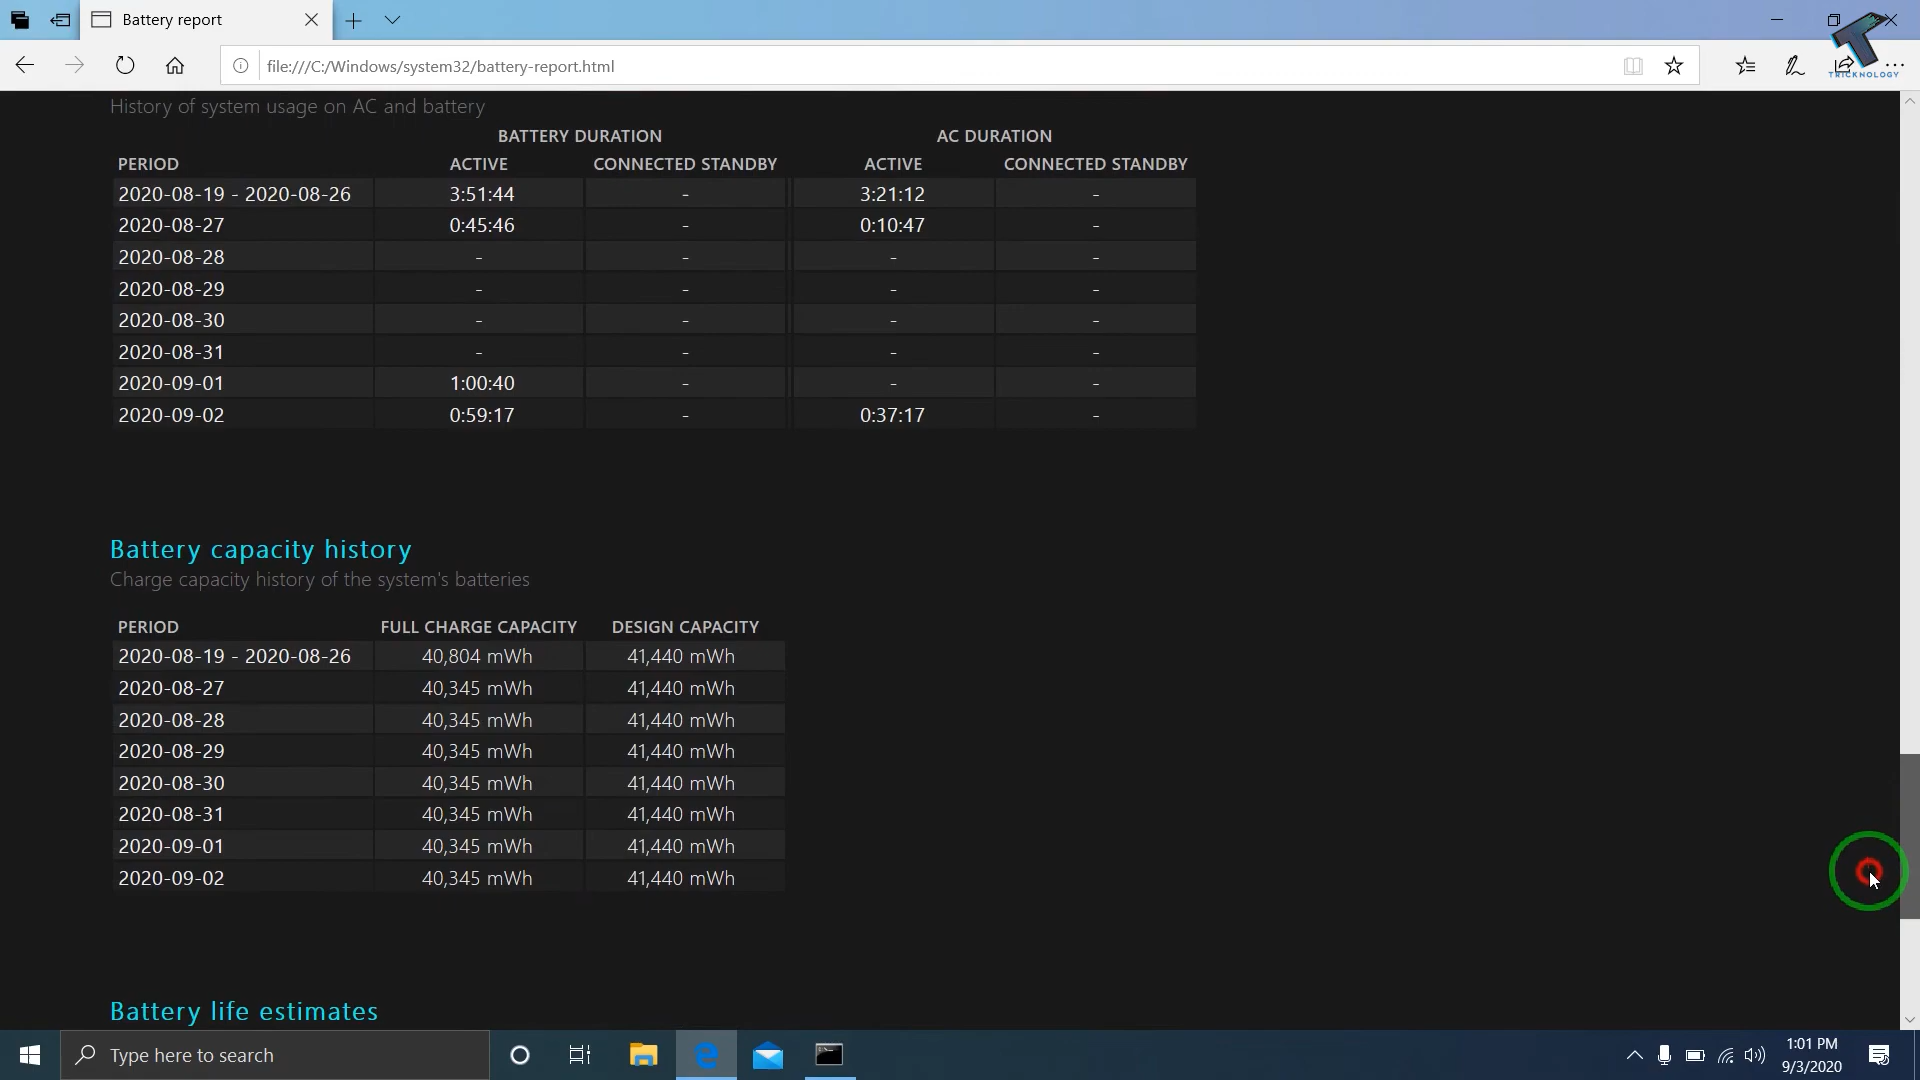 Battery report
file:///C:/Windows/system32/battery-report.html
TRICKNOLOGY
History of system usage on AC and battery
BATTERY DURATION AC DURATION
PERIOD ACTIVE CONNECTED STANDBY ACTIVE CONNECTED STANDBY
2020-08-19 - 2020-08-26 3:51:44 - 3:21:12 -
2020-08-27 0:45:46 - 0:10:47 -
2020-08-28 - - - -
2020-08-29 - - - -
2020-08-30 - - - -
2020-08-31 - - - -
2020-09-01 1:00:40 - - -
2020-09-02 0:59:17 - 0:37:17 -
Battery capacity history
Charge capacity history of the system's batteries
PERIOD FULL CHARGE CAPACITY DESIGN CAPACITY
2020-08-19 - 2020-08-26 40,804 mWh 41,440 mWh
2020-08-27 40,345 mWh 41,440 mWh
2020-08-28 40,345 mWh 41,440 mWh
2020-08-29 40,345 mWh 41,440 mWh
2020-08-30 40,345 mWh 41,440 mWh
2020-08-31 40,345 mWh 41,440 mWh
2020-09-01 40,345 mWh 41,440 mWh
2020-09-02 40,345 mWh 41,440 mWh
Battery life estimates
Type here to search
1:01 PM
9/3/2020